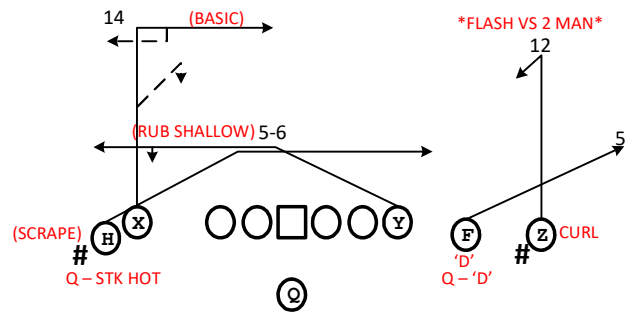 14
(BASIC)
*FLASH VS 2 MAN*
12
(RUB SHALLOW) 5-6
5
(SCRAPE)
H
X
Y
F
Z
CURL
#
#
Q – STK HOT
'D'
Q – 'D'
Q